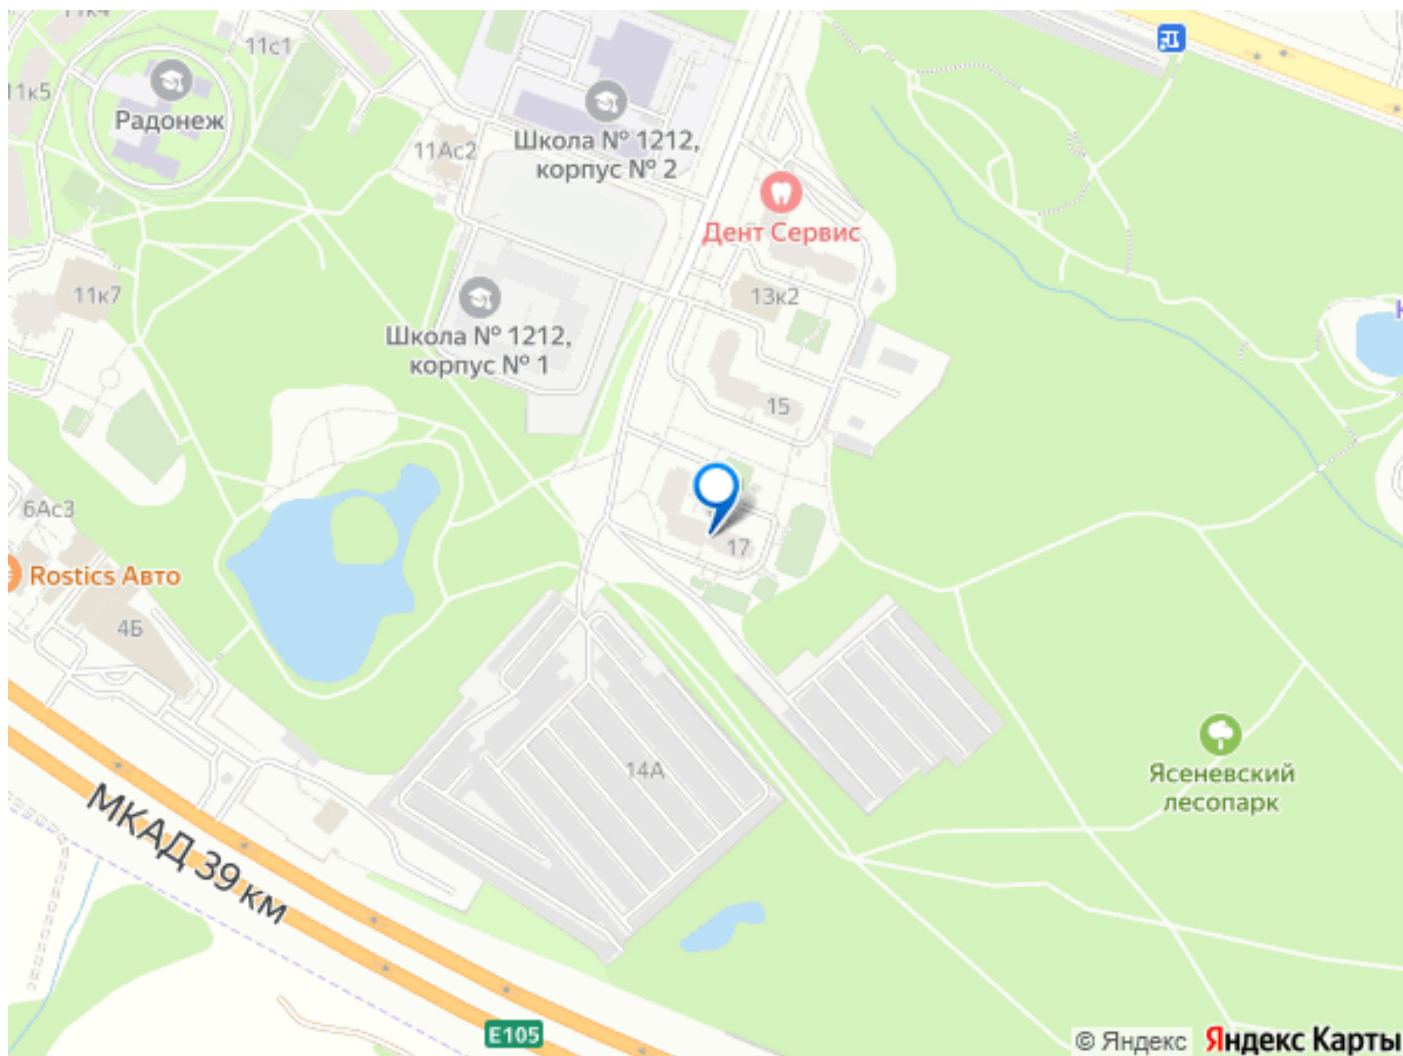 11к4
11с1
11к5
Радонеж
11Ас2
Школа № 1212,
корпус № 2
Дент Сервис
11к7
13к2
Школа № 1212,
корпус № 1
15
6Ас3
17
Rostics Авто
4Б
14А
Ясеневский
лесопарк
МКАД 39 км
E105
© Яндекс Яндекс Карты